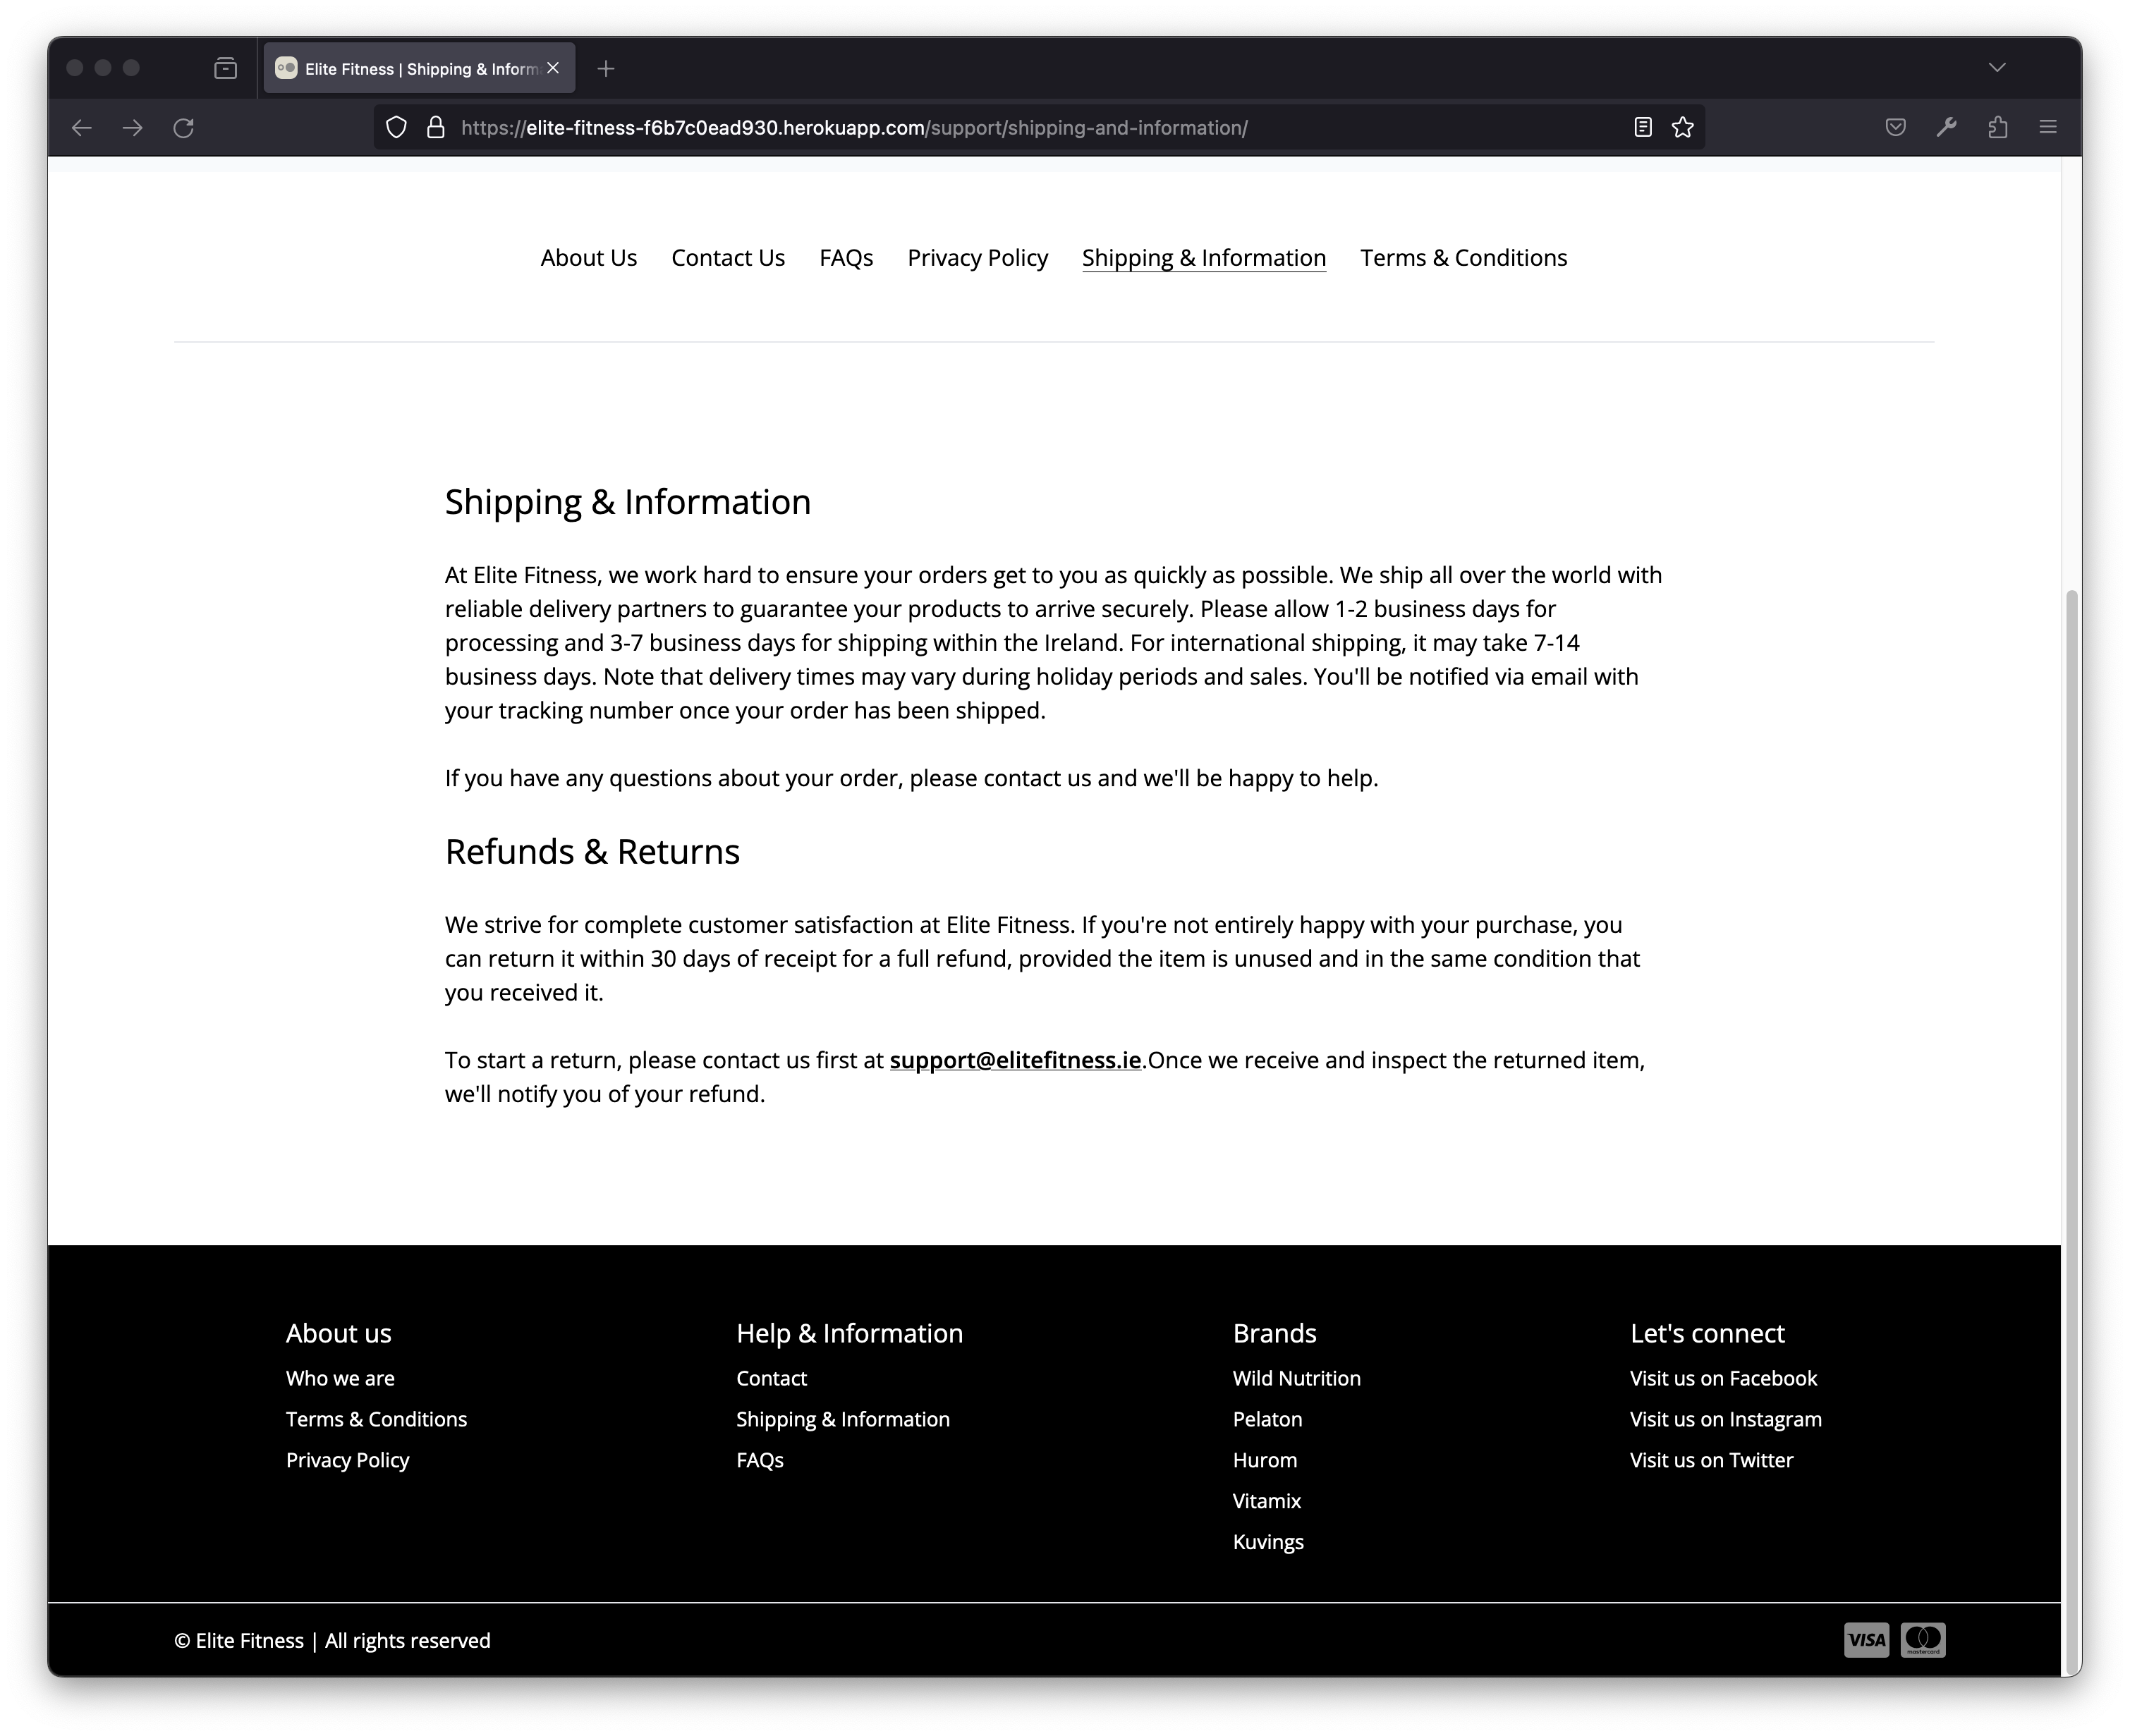 Elite Fitness | Shipping & Inform
https://elite-fitness-f6b7c0ead930.herokuapp.com/support/shipping-and-information/
About Us Contact Us FAQs Privacy Policy Shipping & Information Terms & Conditions
Shipping & Information
At Elite Fitness, we work hard to ensure your orders get to you as quickly as possible. We ship all over the world with
reliable delivery partners to guarantee your products to arrive securely. Please allow 1-2 business days for
processing and 3-7 business days for shipping within the Ireland. For international shipping, it may take 7-14
business days. Note that delivery times may vary during holiday periods and sales. You'll be notified via email with
your tracking number once your order has been shipped.
If you have any questions about your order, please contact us and we'll be happy to help.
Refunds & Returns
We strive for complete customer satisfaction at Elite Fitness. If you're not entirely happy with your purchase, you
can return it within 30 days of receipt for a full refund, provided the item is unused and in the same condition that
you received it.
To start a return, please contact us first at support@elitefitness.ie.Once we receive and inspect the returned item,
we'll notify you of your refund.
About us
Who we are
Terms & Conditions
Privacy Policy
Help & Information
Contact
Shipping & Information
FAQs
Brands
Wild Nutrition
Pelaton
Hurom
Vitamix
Kuvings
Let's connect
Visit us on Facebook
Visit us on Instagram
Visit us on Twitter
© Elite Fitness | All rights reserved
VISA mastercard